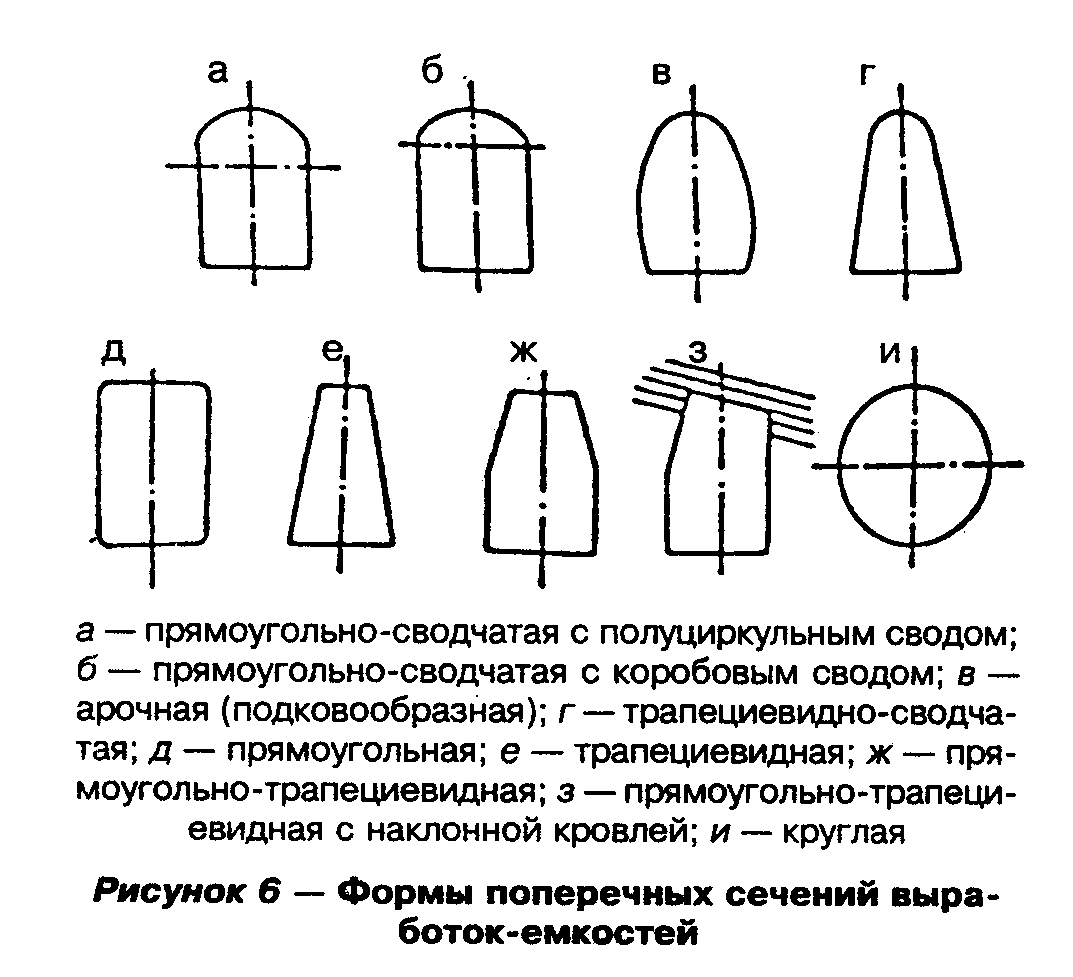 а б в г
д е ж з и
а — прямоугольно-сводчатая с полуциркульным сводом;
б — прямоугольно-сводчатая с коробовым сводом; в —
арочная (подковообразная); г — трапециевидно-сводча-
тая; д — прямоугольная; е — трапециевидная; ж — пря-
моугольно-трапециевидная; з — прямоугольно-трапеци-
евидная с наклонной кровлей; и — круглая
Рисунок 6 — Формы поперечных сечений выра-
боток-емкостей